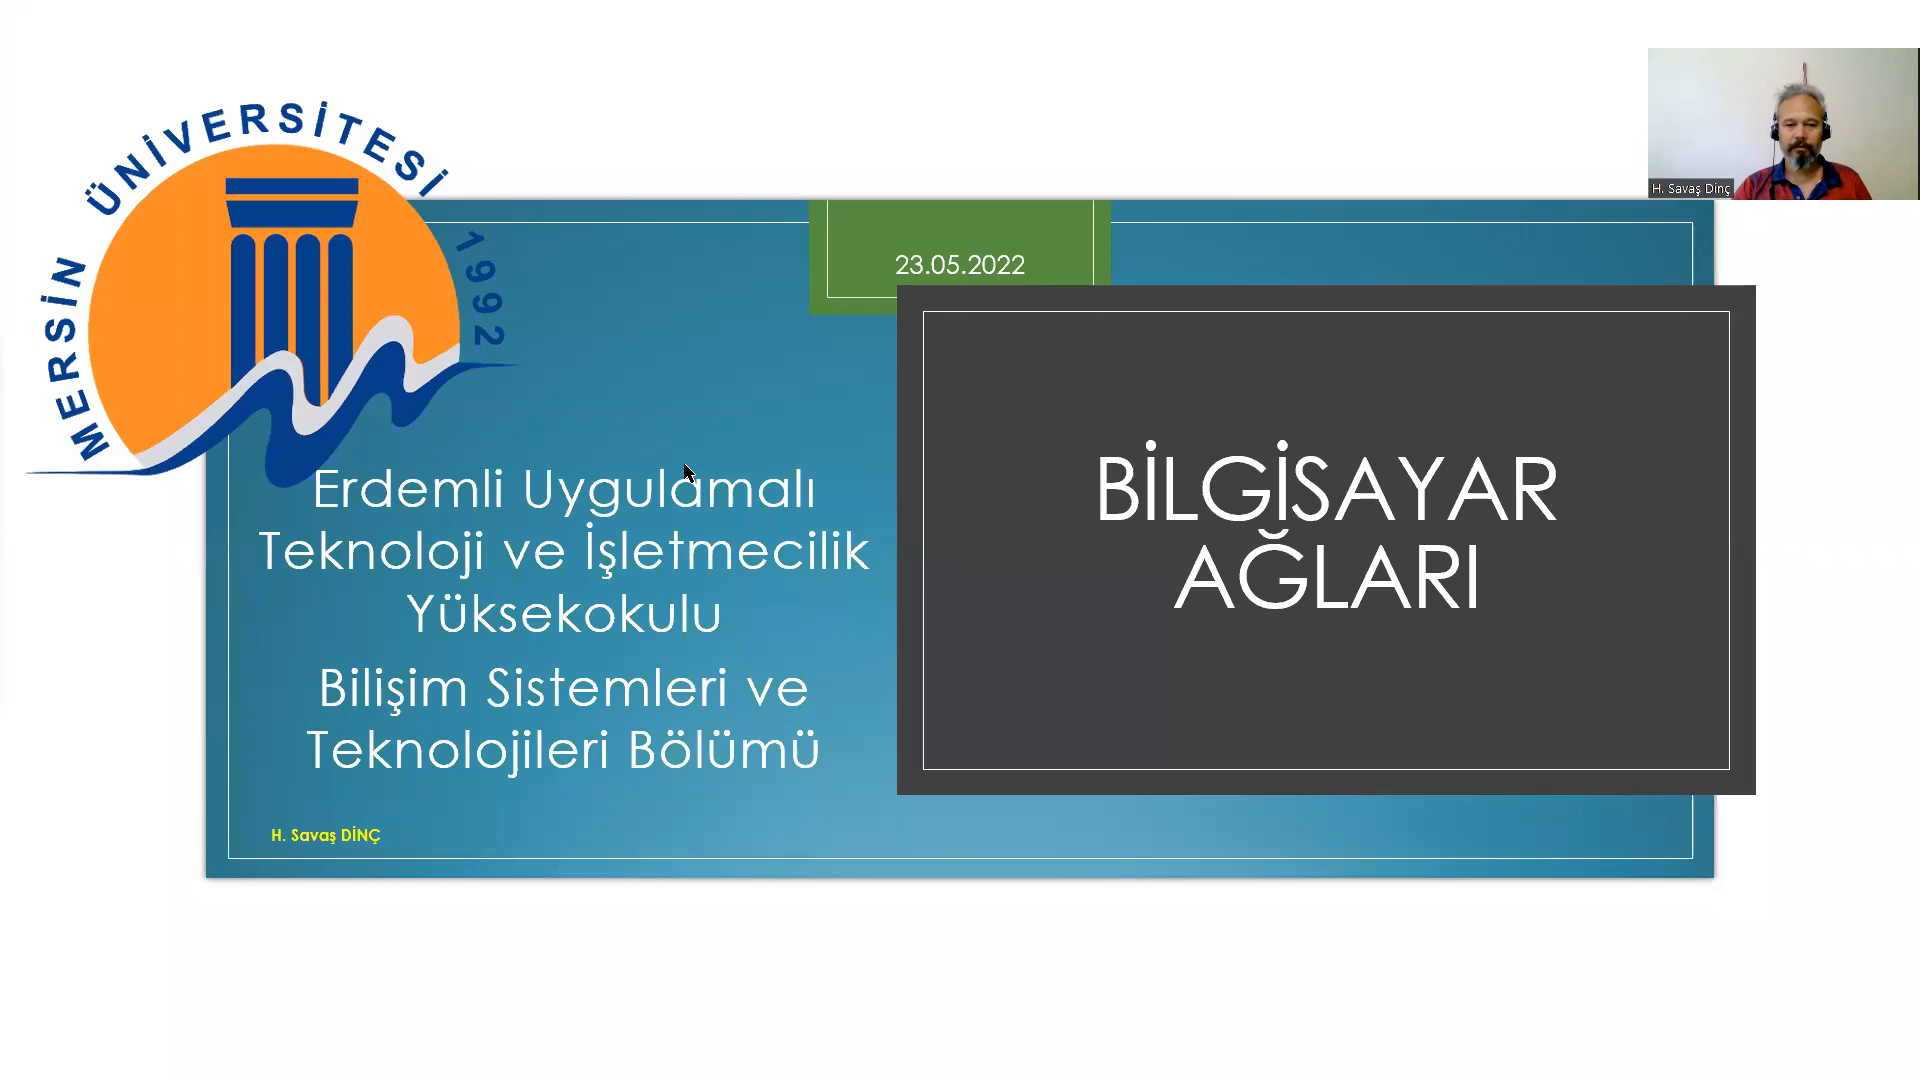 MERSİN ÜNİVERSİTESİ 1992
H. Savaş Dinç
23.05.2022
Erdemli Uygulamalı
Teknoloji ve İşletmecilik
Yüksekokulu
Bilişim Sistemleri ve
Teknolojileri Bölümü
H. Savaş DİNÇ
BİLGİSAYAR
AĞLARI